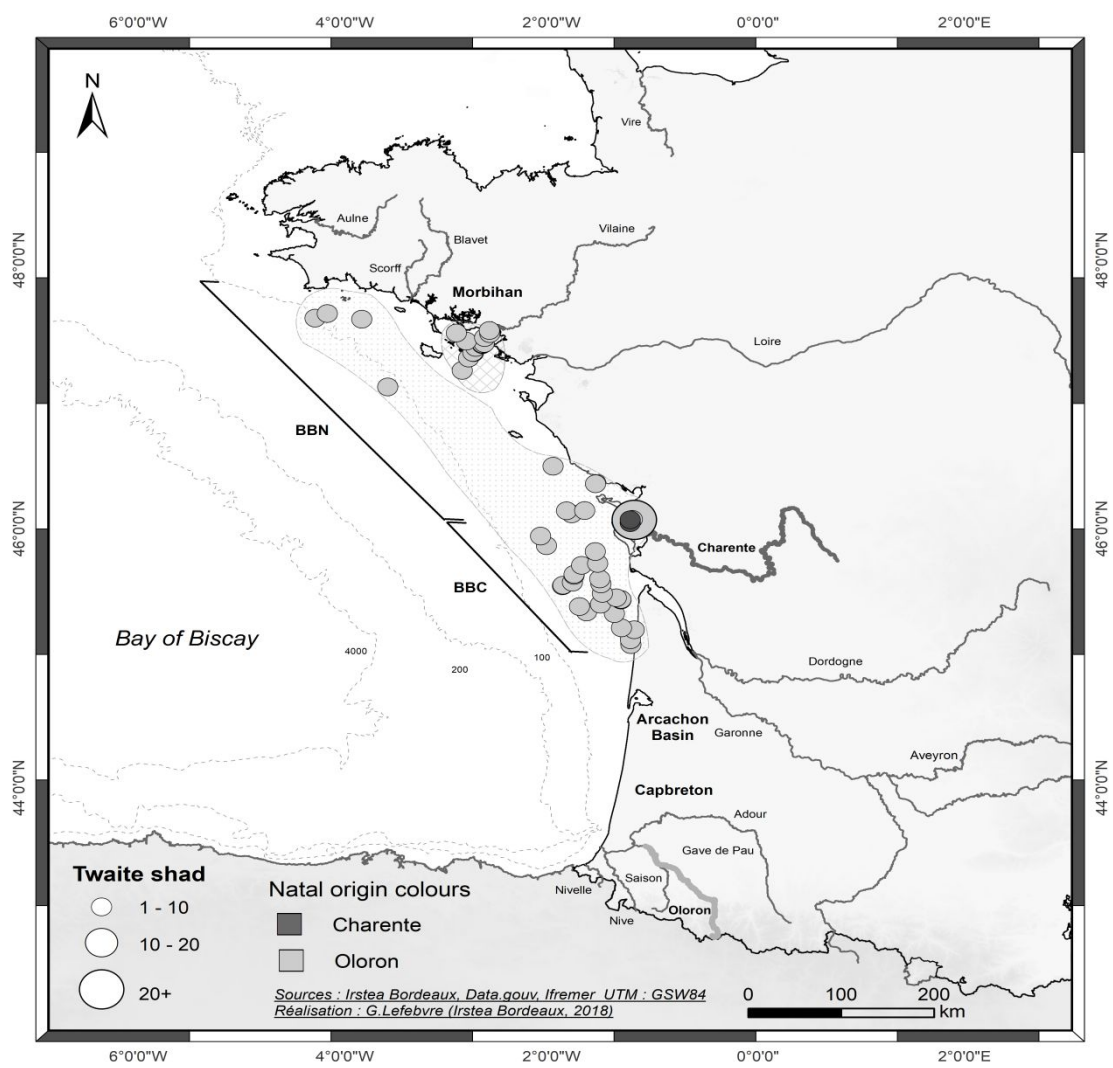 6°0'0"W 4°0'0"W 2°0'0"W 0°0'0" 2°0'0"E
N
Vire
48°0'0"N
Aulne
Blavet
Vilaine
48°0'0"N
Scorff
Morbihan
Loire
BBN
46°0'0"N
Charente
46°0'0"N
BBC
Bay of Biscay
4000
200
100
Dordogne
Arcachon
Basin
Garonne
Aveyron
44°0'0"N
Capbreton
44°0'0"N
Adour
Gave de Pau
Twaite shad
1 - 10
10 - 20
20+
Natal origin colours
Charente
Oloron
Nivelle
Saison
Nive
Oloron
Sources : Irstea Bordeaux, Data.gouv, Ifremer UTM : GSW84
Réalisation : G.Lefebvre (Irstea Bordeaux, 2018)
0 100 200
km
6°0'0"W 4°0'0"W 2°0'0"W 0°0'0" 2°0'0"E